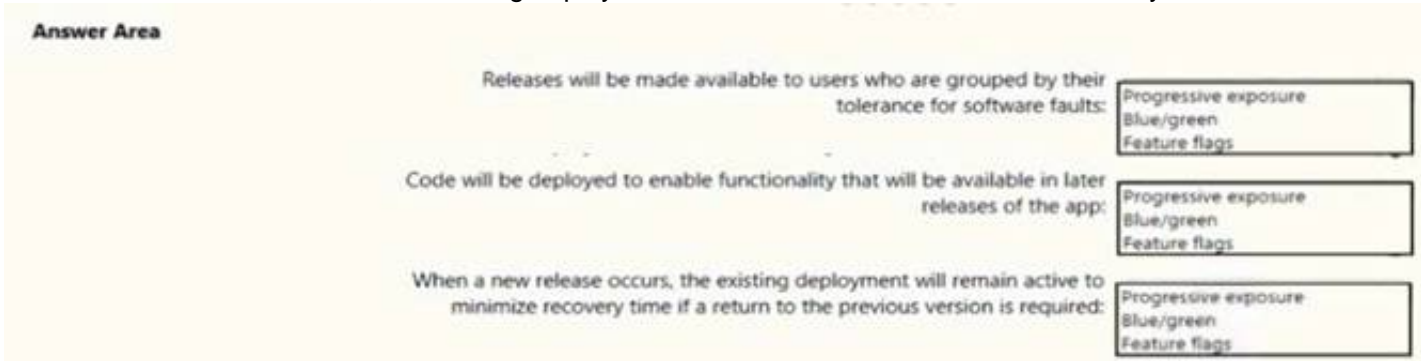 Answer Area
Releases will be made available to users who are grouped by their
tolerance for software faults:
Progressive exposure
Blue/green
Feature flags
Code will be deployed to enable functionality that will be available in later
releases of the app:
Progressive exposure
Blue/green
Feature flags
When a new release occurs, the existing deployment will remain active to
minimize recovery time if a return to the previous version is required:
Progressive exposure
Blue/green
Feature flags